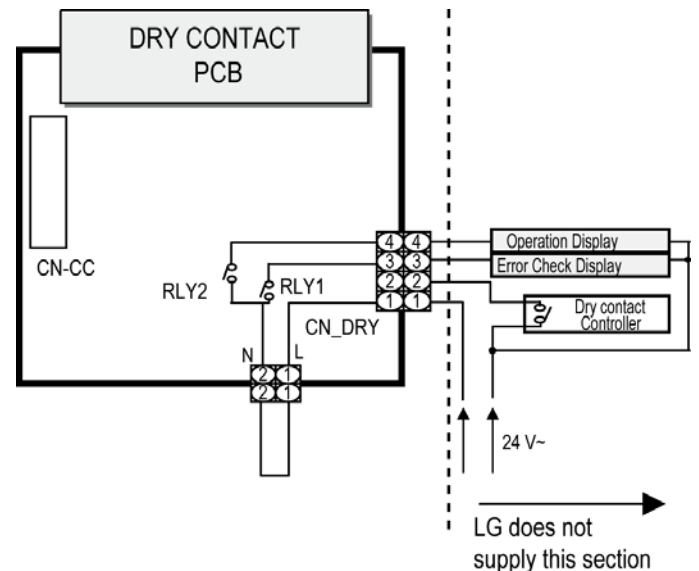 DRY CONTACT
PCB
CN-CC
RLY2
RLY1
4 4
3 3
2 2
1 1
CN_DRY
N L
2 1
2 1
Operation Display
Error Check Display
Dry contact
Controller
24 V~
LG does not
supply this section